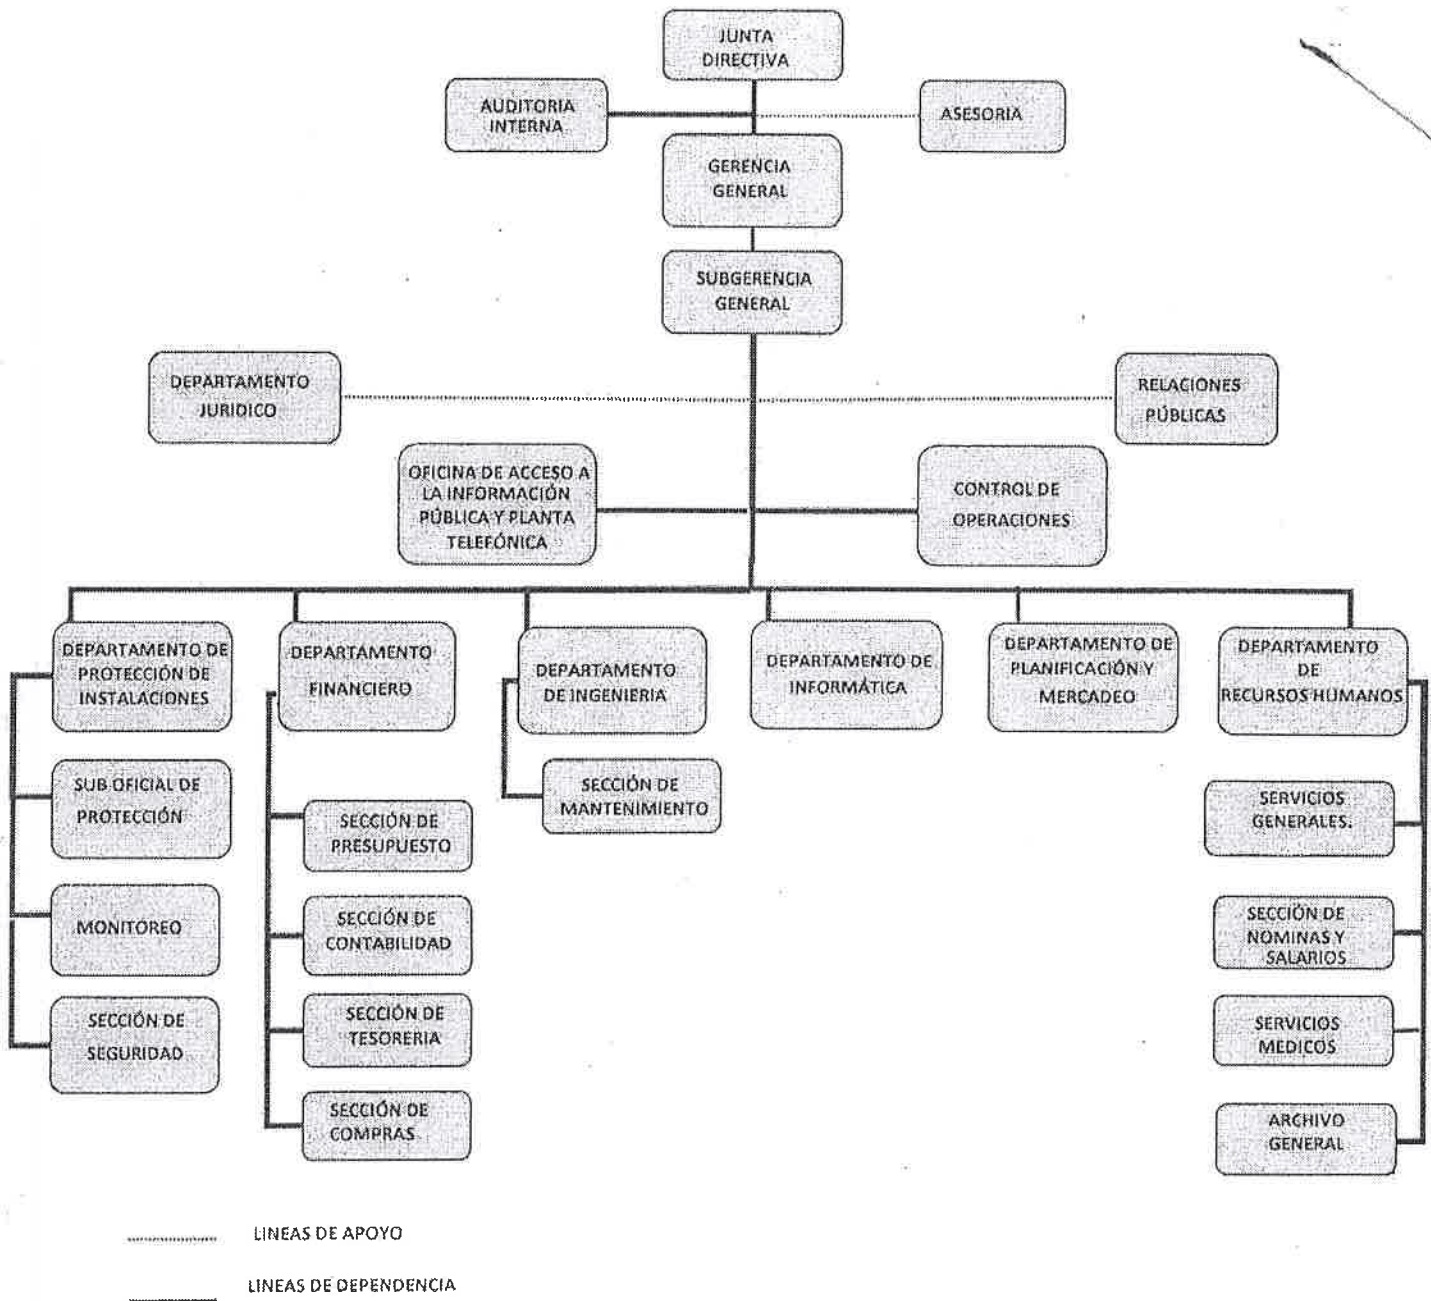 JUNTA
DIRECTIVA
AUDITORIA
INTERNA
ASESORIA
GERENCIA
GENERAL
SUBGERENCIA
GENERAL
DEPARTAMENTO
JURIDICO
RELACIONES
PÚBLICAS
OFICINA DE ACCESO A
LA INFORMACIÓN
PÚBLICA Y PLANTA
TELEFÓNICA
CONTROL DE
OPERACIONES
DEPARTAMENTO DE
PROTECCIÓN DE
INSTALACIONES
DEPARTAMENTO
FINANCIERO
DEPARTAMENTO
DE INGENIERIA
DEPARTAMENTO DE
INFORMÁTICA
DEPARTAMENTO DE
PLANIFICACIÓN Y
MERCADEO
DEPARTAMENTO
DE
RECURSOS HUMANOS
SUB OFICIAL DE
PROTECCIÓN
MONITÓREO
SECCIÓN DE
SEGURIDAD
SECCIÓN DE
PRESUPUESTO
SECCIÓN DE
CONTABILIDAD
SECCIÓN DE
TESORERIA
SECCIÓN DE
COMPRAS
SECCIÓN DE
MANTENIMIENTO
SERVICIOS
GENERALES.
SECCIÓN DE
NOMINAS Y
SALARIOS
SERVICIOS
MEDICOS
ARCHIVO
GENERAL
LINEAS DE APOYO
LINEAS DE DEPENDENCIA